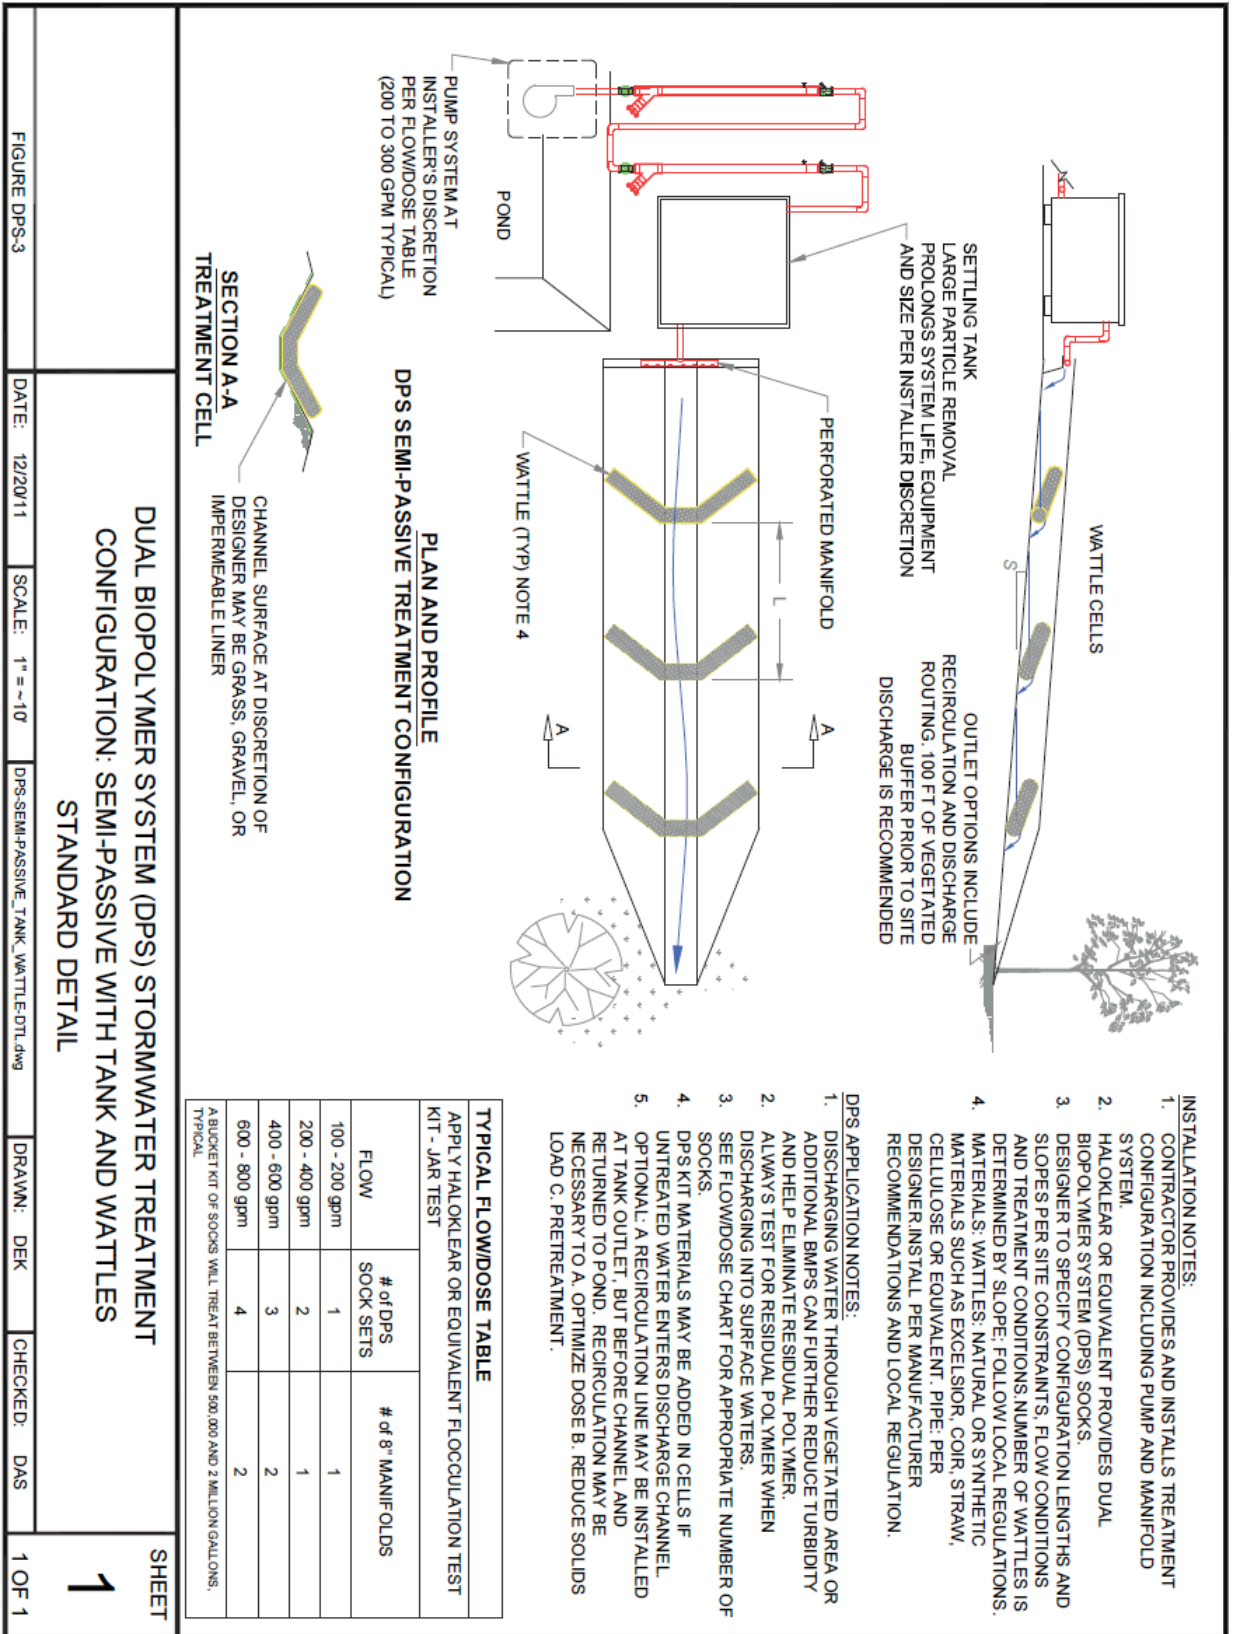 WATTLE CELLS
S
SETTLING TANK
LARGE PARTICLE REMOVAL
PROLONGS SYSTEM LIFE, EQUIPMENT
AND SIZE PER INSTALLER DISCRETION
OUTLET OPTIONS INCLUDE
RECIRCULATION AND DISCHARGE
ROUTING. 100 FT OF VEGETATED
BUFFER PRIOR TO SITE
DISCHARGE IS RECOMMENDED
PERFORATED MANIFOLD
L
A
A
POND
WATTLE (TYP) NOTE 4
PUMP SYSTEM AT
INSTALLER'S DISCRETION
PER FLOW/DOSE TABLE
(200 TO 300 GPM TYPICAL)
PLAN AND PROFILE
DPS SEMI-PASSIVE TREATMENT CONFIGURATION
SECTION A-A
TREATMENT CELL
CHANNEL SURFACE AT DISCRETION OF
DESIGNER MAY BE GRASS, GRAVEL, OR
IMPERMEABLE LINER
INSTALLATION NOTES:
1. CONTRACTOR PROVIDES AND INSTALLS TREATMENT
CONFIGURATION INCLUDING PUMP AND MANIFOLD
SYSTEM.
2. HALOKLEAR OR EQUIVALENT PROVIDES DUAL
BIOPOLYMER SYSTEM (DPS) SOCKS.
3. DESIGNER TO SPECIFY CONFIGURATION LENGTHS AND
SLOPES PER SITE CONSTRAINTS, FLOW CONDITIONS
AND TREATMENT CONDITIONS.NUMBER OF WATTLES IS
DETERMINED BY SLOPE; FOLLOW LOCAL REGULATIONS.
4. MATERIALS: WATTLES: NATURAL OR SYNTHETIC
MATERIALS SUCH AS EXCELSIOR, COIR, STRAW,
CELLULOSE OR EQUIVALENT. PIPE: PER
DESIGNER.INSTALL PER MANUFACTURER
RECOMMENDATIONS AND LOCAL REGULATION.
DPS APPLICATION NOTES:
1. DISCHARGING WATER THROUGH VEGETATED AREA OR
ADDITIONAL BMPS CAN FURTHER REDUCE TURBIDITY
AND HELP ELIMINATE RESIDUAL POLYMER.
2. ALWAYS TEST FOR RESIDUAL POLYMER WHEN
DISCHARGING INTO SURFACE WATERS.
3. SEE FLOW/DOSE CHART FOR APPROPRIATE NUMBER OF
SOCKS.
4. DPS KIT MATERIALS MAY BE ADDED IN CELLS IF
UNTREATED WATER ENTERS DISCHARGE CHANNEL.
5. OPTIONAL: A RECIRCULATION LINE MAY BE INSTALLED
AT TANK OUTLET, BUT BEFORE CHANNEL AND
RETURNED TO POND. RECIRCULATION MAY BE
NECESSARY TO A. OPTIMIZE DOSE B. REDUCE SOLIDS
LOAD C. PRETREATMENT.
TYPICAL FLOW/DOSE TABLE
APPLY HALOKLEAR OR EQUIVALENT FLOCCULATION TEST
KIT - JAR TEST
FLOW # of DPS SOCK SETS # of 8" MANIFOLDS
100 - 200 gpm 1 1
200 - 400 gpm 2 1
400 - 600 gpm 3 2
600 - 800 gpm 4 2
A BUCKET KIT OF SOCKS WILL TREAT BETWEEN 500,000 AND 2 MILLION GALLONS,
TYPICAL
DUAL BIOPOLYMER SYSTEM (DPS) STORMWATER TREATMENT
CONFIGURATION: SEMI-PASSIVE WITH TANK AND WATTLES
STANDARD DETAIL
SHEET
1
FIGURE DPS-3
DATE: 12/20/11
SCALE: 1" = ~10'
DPS-SEMI-PASSIVE_TANK_WATTLE-DTL.dwg
DRAWN: DEK
CHECKED: DAS
1 OF 1